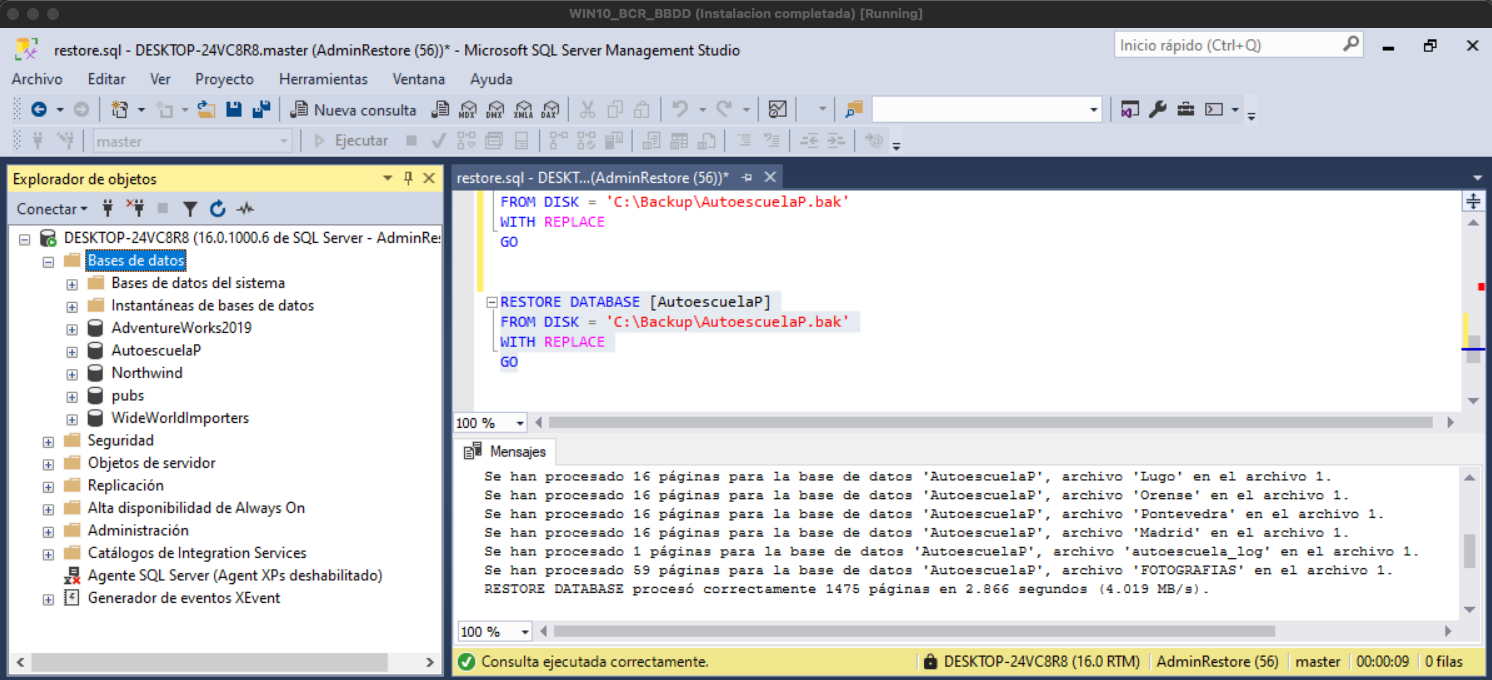 WIN10_BCR_BBDD (Instalacion completada) [Running]
restore.sql - DESKTOP-24VC8R8.master (AdminRestore (56))* - Microsoft SQL Server Management Studio
Inicio rápido (Ctrl+Q)
Archivo Editar Ver Proyecto Herramientas Ventana Ayuda
Nueva consulta MDX DMX XMLA DAX
master Ejecutar
Explorador de objetos
Conectar
DESKTOP-24VC8R8 (16.0.1000.6 de SQL Server - AdminRes
Bases de datos
Bases de datos del sistema
Instantáneas de bases de datos
AdventureWorks2019
AutoescuelaP
Northwind
pubs
WideWorldImporters
Seguridad
Objetos de servidor
Replicación
Alta disponibilidad de Always On
Administración
Catálogos de Integration Services
Agente SQL Server (Agent XPs deshabilitado)
Generador de eventos XEvent
restore.sql - DESKT...(AdminRestore (56))*
FROM DISK = 'C:\Backup\AutoescuelaP.bak'
WITH REPLACE
GO
RESTORE DATABASE [AutoescuelaP]
FROM DISK = 'C:\Backup\AutoescuelaP.bak'
WITH REPLACE
GO
100 %
Mensajes
Se han procesado 16 páginas para la base de datos 'AutoescuelaP', archivo 'Lugo' en el archivo 1.
Se han procesado 16 páginas para la base de datos 'AutoescuelaP', archivo 'Orense' en el archivo 1.
Se han procesado 16 páginas para la base de datos 'AutoescuelaP', archivo 'Pontevedra' en el archivo 1.
Se han procesado 16 páginas para la base de datos 'AutoescuelaP', archivo 'Madrid' en el archivo 1.
Se han procesado 1 páginas para la base de datos 'AutoescuelaP', archivo 'autoescuela_log' en el archivo 1.
Se han procesado 59 páginas para la base de datos 'AutoescuelaP', archivo 'FOTOGRAFIAS' en el archivo 1.
RESTORE DATABASE procesó correctamente 1475 páginas en 2.866 segundos (4.019 MB/s).
100 %
Consulta ejecutada correctamente. DESKTOP-24VC8R8 (16.0 RTM) AdminRestore (56) master 00:00:09 0 filas